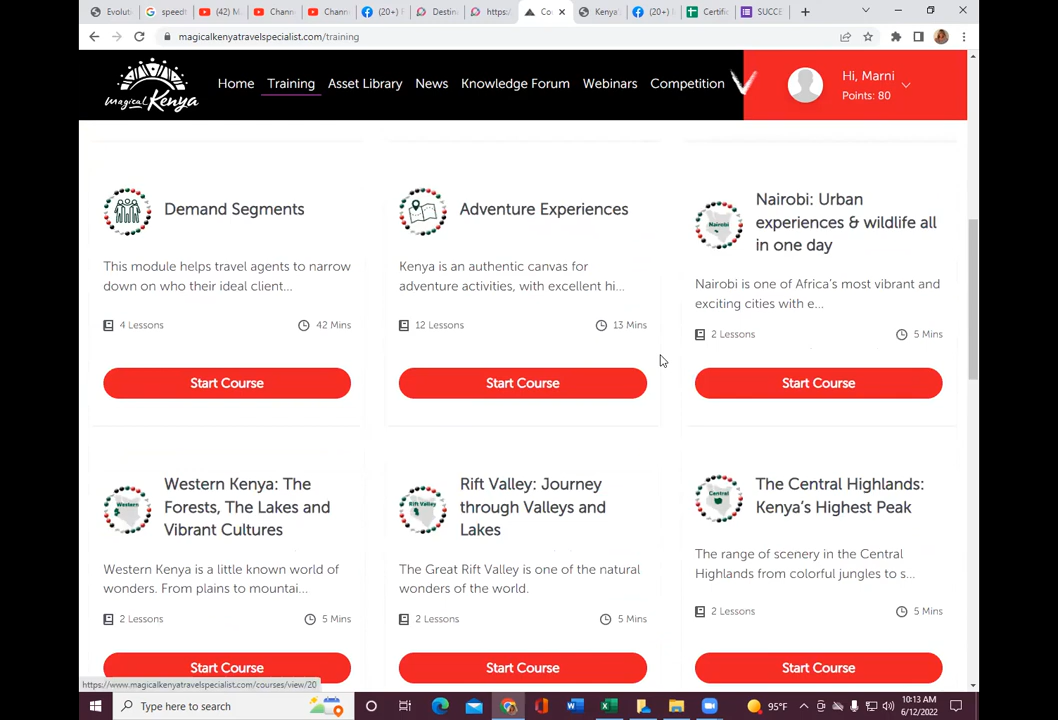 Evolut
speedt
(42) M
Chann
Chann
(20+) F
Destin
https:/
Co
Kenya'
(20+) L
Certific
SUCCE
magicalkenyatravelspecialist.com/training
magical Kenya
Home
Training
Asset Library
News
Knowledge Forum
Webinars
Competition
Hi, Marni
Points: 80
Demand Segments
This module helps travel agents to narrow
down on who their ideal client...
4 Lessons
42 Mins
Start Course
Adventure Experiences
Kenya is an authentic canvas for
adventure activities, with excellent hi...
12 Lessons
13 Mins
Start Course
Nairobi
Nairobi: Urban
experiences & wildlife all
in one day
Nairobi is one of Africa's most vibrant and
exciting cities with e...
2 Lessons
5 Mins
Start Course
Western
Western Kenya: The
Forests, The Lakes and
Vibrant Cultures
Western Kenya is a little known world of
wonders. From plains to mountai...
2 Lessons
5 Mins
Start Course
Rift Valley
Rift Valley: Journey
through Valleys and
Lakes
The Great Rift Valley is one of the natural
wonders of the world.
2 Lessons
5 Mins
Start Course
Central
The Central Highlands:
Kenya's Highest Peak
The range of scenery in the Central
Highlands from colorful jungles to s...
2 Lessons
5 Mins
Start Course
https://www.magicalkenyatravelspecialist.com/courses/view/20
Type here to search
95°F
10:13 AM
6/12/2022